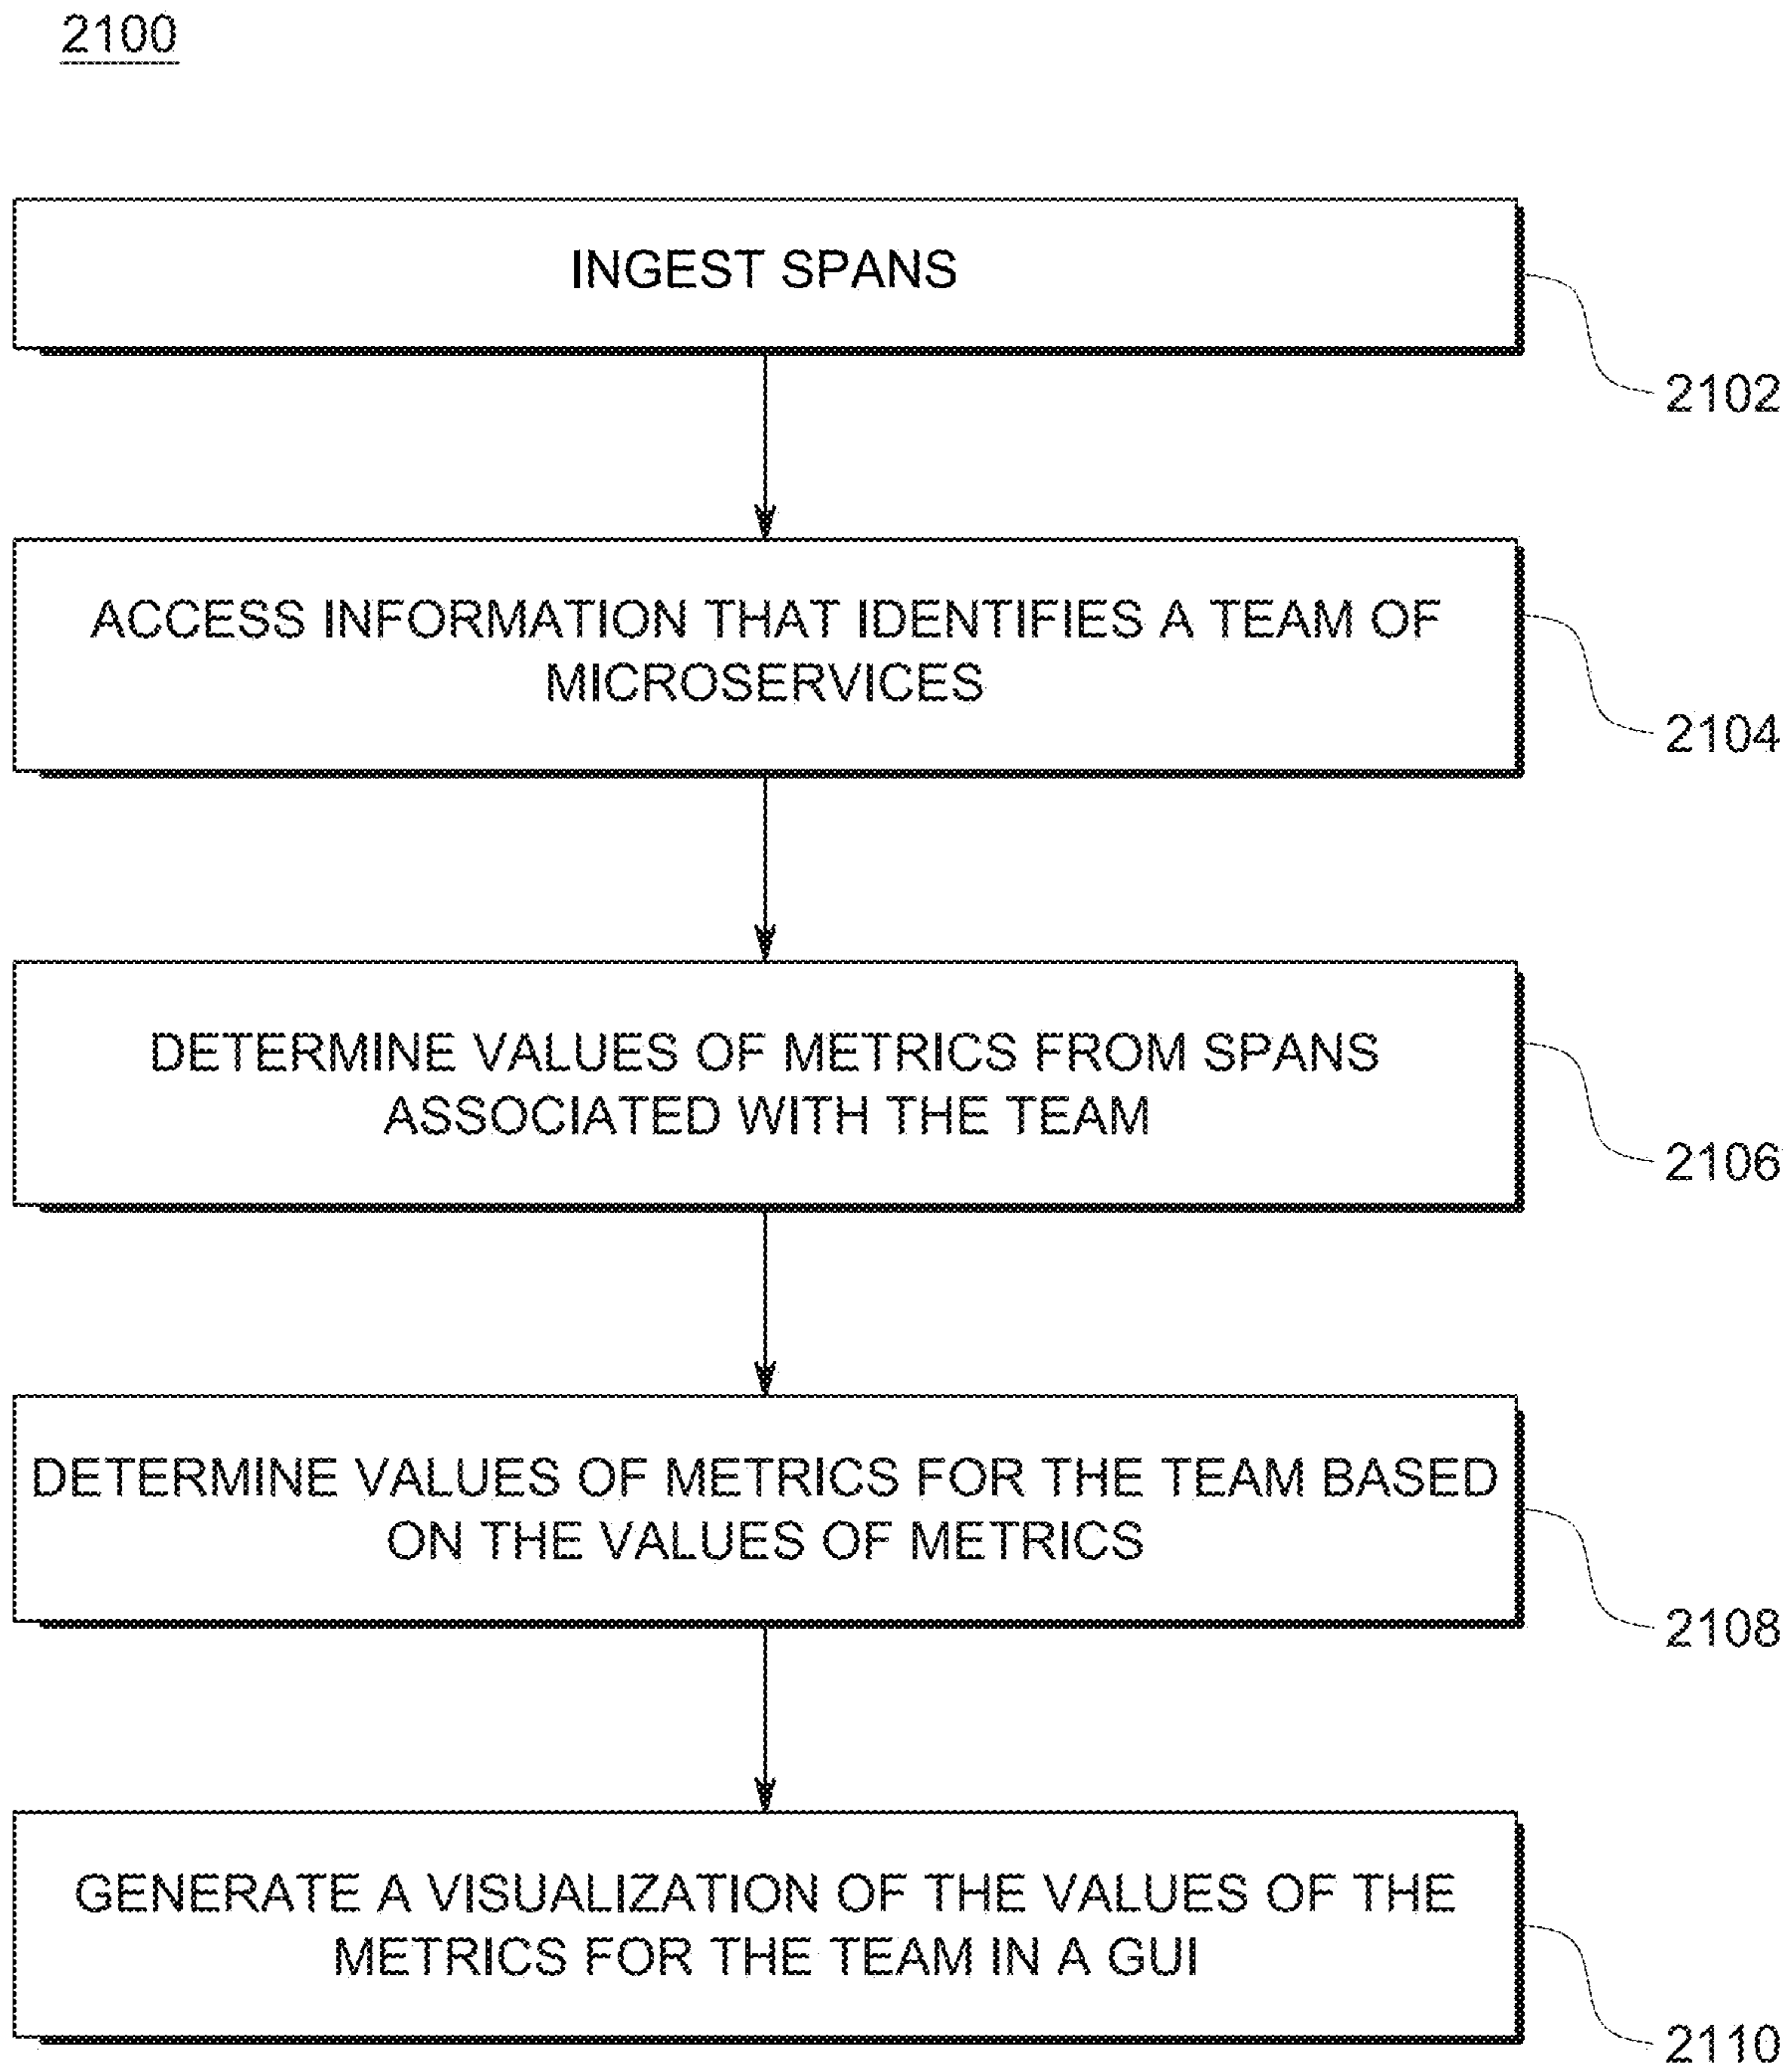 2100
INGEST SPANS
2102
ACCESS INFORMATION THAT IDENTIFIES A TEAM OF
MICROSERVICES
2104
DETERMINE VALUES OF METRICS FROM SPANS
ASSOCIATED WITH THE TEAM
2106
DETERMINE VALUES OF METRICS FOR THE TEAM BASED
ON THE VALUES OF METRICS
2108
GENERATE A VISUALIZATION OF THE VALUES OF THE
METRICS FOR THE TEAM IN A GUI
2110